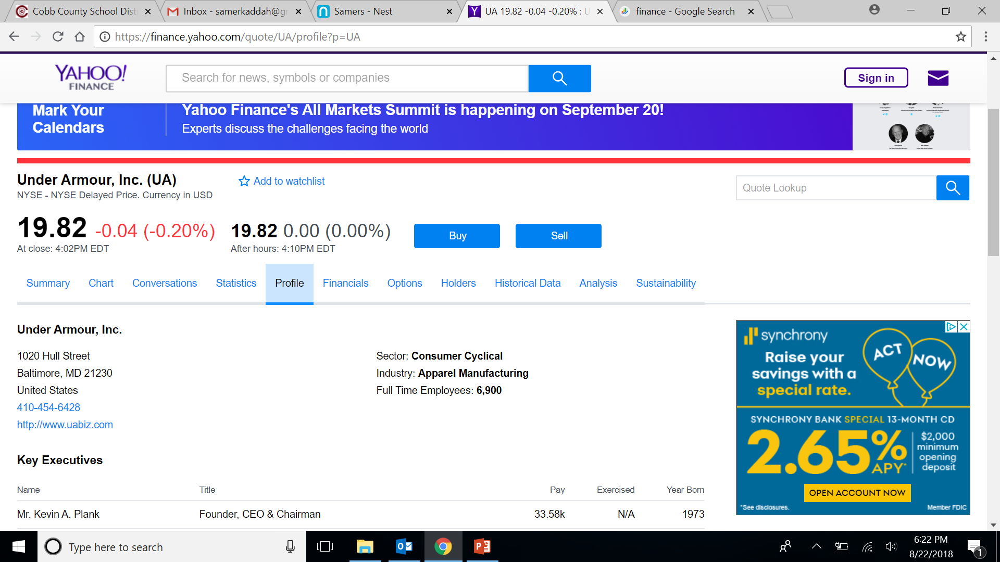 Cobb County School Dist
Inbox - samerkaddah@gr
Samers - Nest
UA 19.82 -0.04 -0.20% : U
finance - Google Search
https://finance.yahoo.com/quote/UA/profile?p=UA
YAHOO!
FINANCE
Search for news, symbols or companies
Sign in
Mark Your
Calendars
Yahoo Finance's All Markets Summit is happening on September 20!
Experts discuss the challenges facing the world
Under Armour, Inc. (UA)
Add to watchlist
NYSE - NYSE Delayed Price. Currency in USD
Quote Lookup
19.82 -0.04 (-0.20%)
19.82 0.00 (0.00%)
At close: 4:02PM EDT
After hours: 4:10PM EDT
Buy
Sell
Summary Chart Conversations Statistics Profile Financials Options Holders Historical Data Analysis Sustainability
Under Armour, Inc.
1020 Hull Street
Baltimore, MD 21230
United States
410-454-6428
http://www.uabiz.com
Sector: Consumer Cyclical
Industry: Apparel Manufacturing
Full Time Employees: 6,900
Key Executives
Name Title Pay Exercised Year Born
Mr. Kevin A. Plank Founder, CEO & Chairman 33.58k N/A 1973
synchrony
Raise your
savings with a
special rate.
ACT
NOW
SYNCHRONY BANK SPECIAL 13-MONTH CD
2.65%
APY*
$2,000
minimum
opening
deposit
OPEN ACCOUNT NOW
*See disclosures.
Member FDIC
Type here to search
6:22 PM
8/22/2018
1